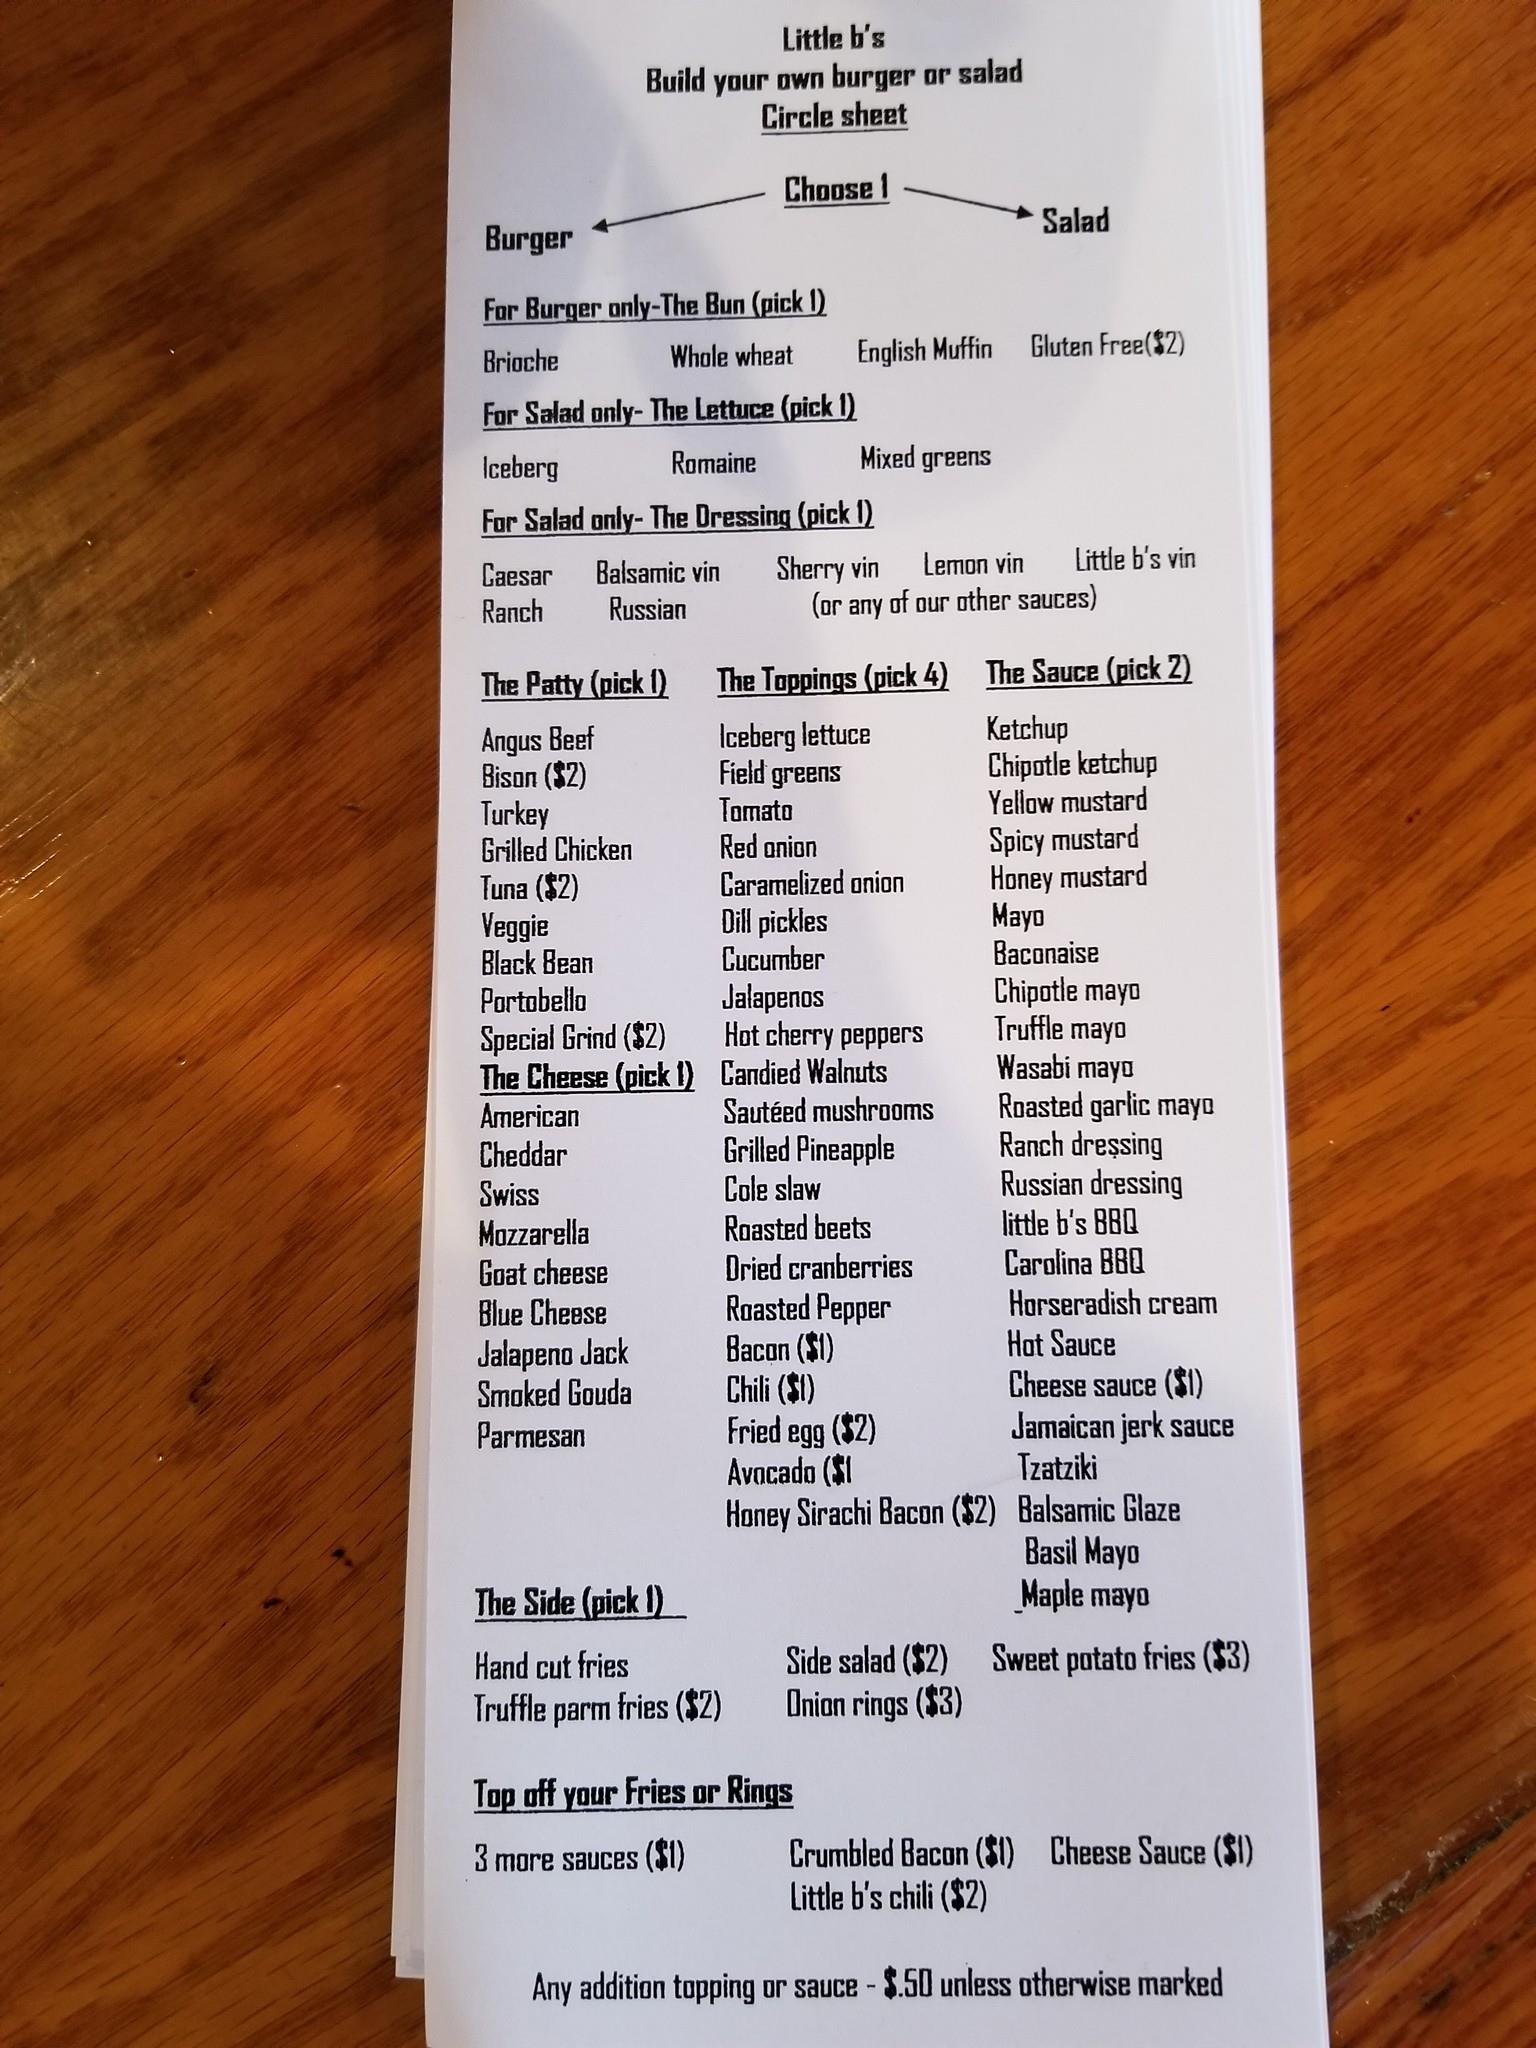 Little b's
Build your own burger or salad
Circle sheet
Choose 1
Burger Salad
For Burger only-The Bun (pick 1)
Brioche Whole wheat English Muffin Gluten Free($2)
For Salad only- The Lettuce (pick 1)
Iceberg Romaine Mixed greens
For Salad only- The Dressing (pick 1)
Caesar Balsamic vin Sherry vin Lemon vin Little b's vin
Ranch Russian (or any of our other sauces)
The Patty (pick 1)
Angus Beef
Bison ($2)
Turkey
Grilled Chicken
Tuna ($2)
Veggie
Black Bean
Portobello
Special Grind ($2)
The Cheese (pick 1)
American
Cheddar
Swiss
Mozzarella
Goat cheese
Blue Cheese
Jalapeno Jack
Smoked Gouda
Parmesan
The Toppings (pick 4)
Iceberg lettuce
Field greens
Tomato
Red onion
Caramelized onion
Dill pickles
Cucumber
Jalapenos
Hot cherry peppers
Candied Walnuts
Sautéed mushrooms
Grilled Pineapple
Cole slaw
Roasted beets
Dried cranberries
Roasted Pepper
Bacon ($1)
Chili ($1)
Fried egg ($2)
Avocado ($1
Honey Sirachi Bacon ($2)
The Sauce (pick 2)
Ketchup
Chipotle ketchup
Yellow mustard
Spicy mustard
Honey mustard
Mayo
Baconaise
Chipotle mayo
Truffle mayo
Wasabi mayo
Roasted garlic mayo
Ranch dressing
Russian dressing
little b's BBQ
Carolina BBQ
Horseradish cream
Hot Sauce
Cheese sauce ($1)
Jamaican jerk sauce
Tzatziki
Balsamic Glaze
Basil Mayo
Maple mayo
The Side (pick 1)
Hand cut fries Side salad ($2) Sweet potato fries ($3)
Truffle parm fries ($2) Onion rings ($3)
Top off your Fries or Rings
3 more sauces ($1) Crumbled Bacon ($1) Cheese Sauce ($1)
Little b's chili ($2)
Any addition topping or sauce - $.50 unless otherwise marked